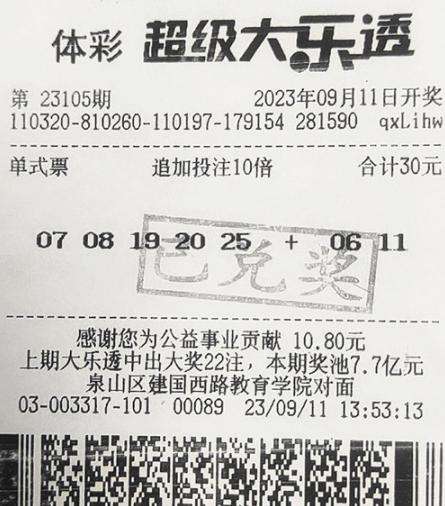 体彩 超级大乐透
第 23105期 2023年09月11日开奖
110320-810260-110197-179154 281590 qxLihw
单式票 追加投注10倍 合计30元
07 08 19 20 25 + 06 11
已兑奖
感谢您为公益事业贡献 10.80元
上期大乐透中出大奖22注，本期奖池7.7亿元
泉山区建国西路教育学院对面
03-003317-101 00089 23/09/11 13:53:13